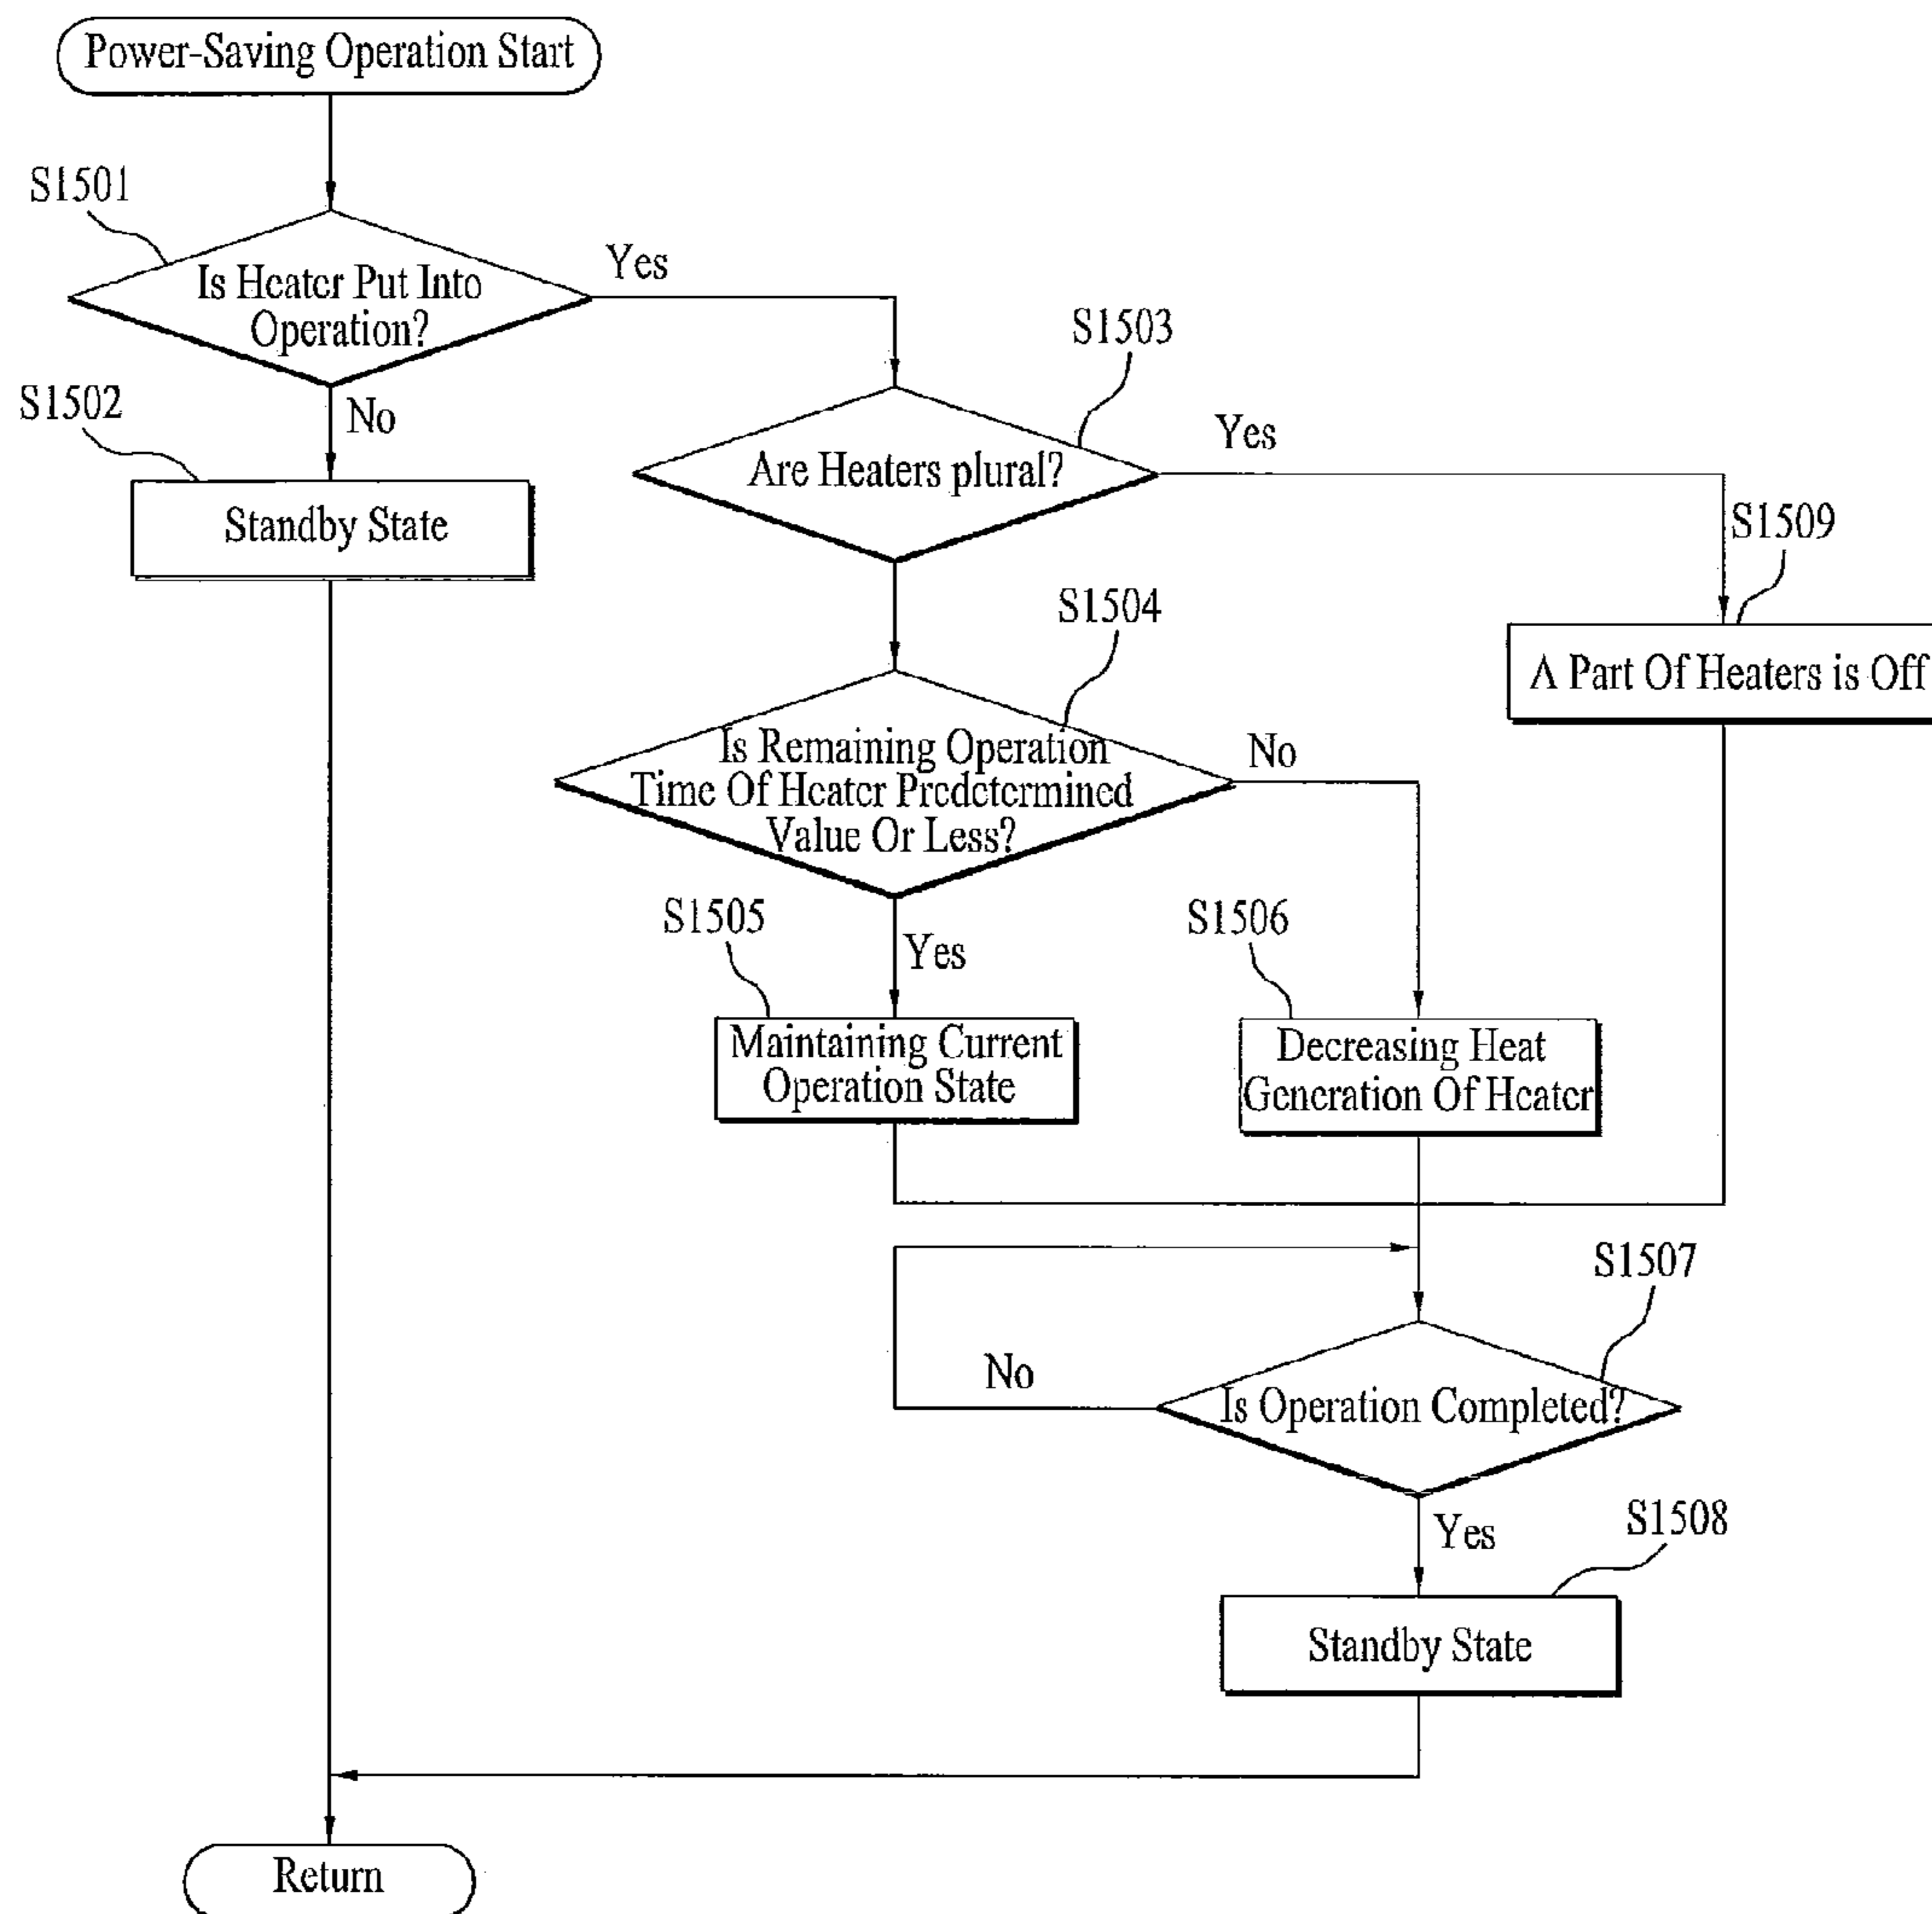 Power-Saving Operation Start
S1501
Is Heater Put Into
Operation?
Yes
No
S1502
Standby State
S1503
Are Heaters plural?
Yes
S1509
A Part Of Heaters is Off
S1504
Is Remaining Operation
Time Of Heater Predetermined
Value Or Less?
No
Yes
S1505
Maintaining Current
Operation State
S1506
Decreasing Heat
Generation Of Heater
S1507
Is Operation Completed?
No
Yes
S1508
Standby State
Return